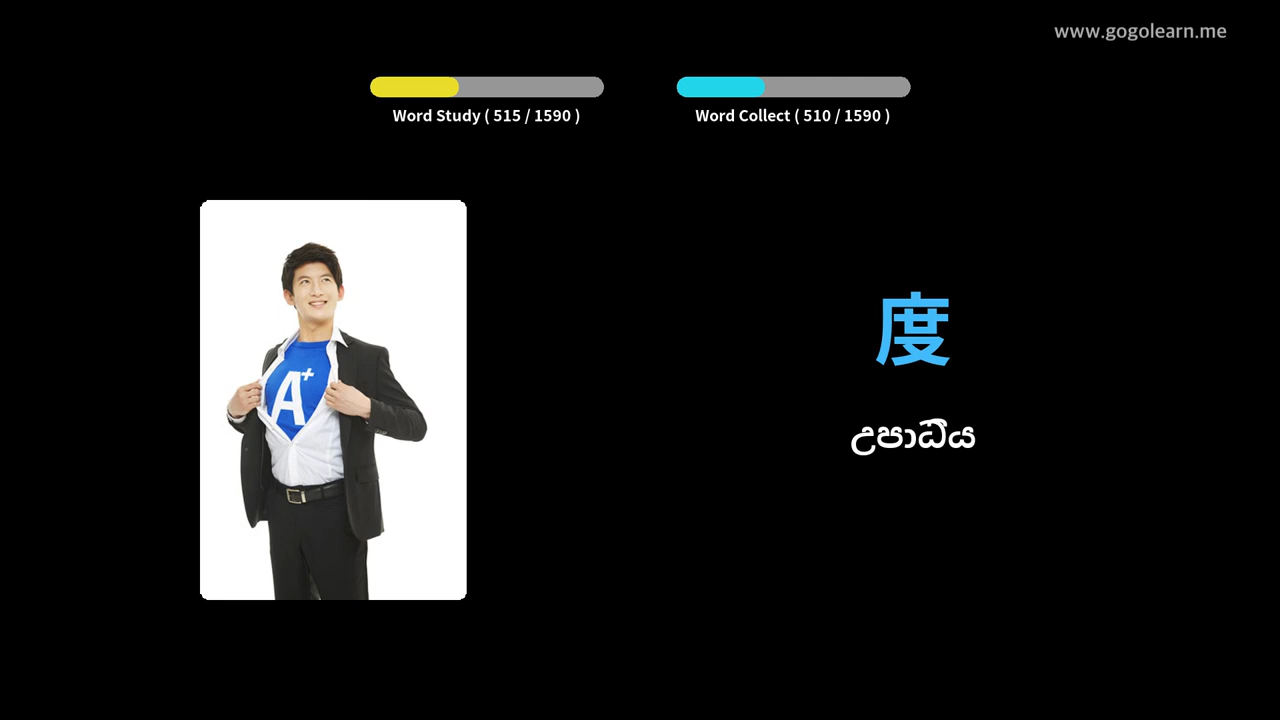 www.gogolearn.me
Word Study ( 515 / 1590 )
Word Collect ( 510 / 1590 )
A+
度
උපාධිය